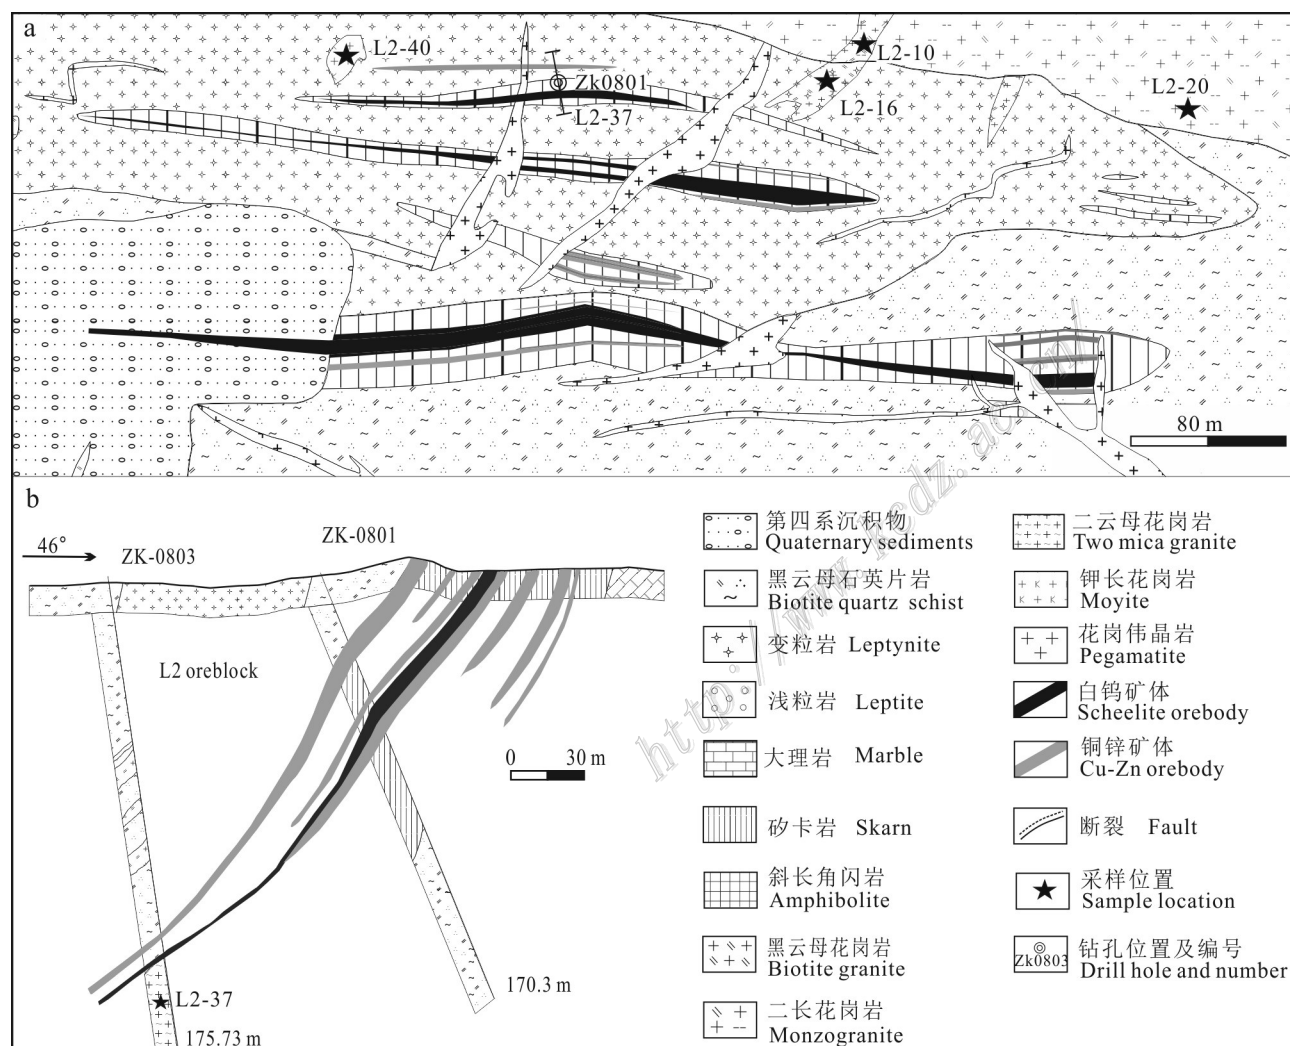 a
L2-40
L2-10
Zk0801
L2-16
L2-20
L2-37
80 m
b
46°
ZK-0803
ZK-0801
L2 oreblock
0 30 m
170.3 m
L2-37
175.73 m
第四系沉积物
Quaternary sediments
黑云母石英片岩
Biotite quartz schist
变粒岩 Leptynite
浅粒岩 Leptite
大理岩 Marble
矽卡岩 Skarn
斜长角闪岩
Amphibolite
黑云母花岗岩
Biotite granite
二长花岗岩
Monzogranite
二云母花岗岩
Two mica granite
钾长花岗岩
Moyite
花岗伟晶岩
Pegamatite
白钨矿体
Scheelite orebody
铜锌矿体
Cu-Zn orebody
断裂 Fault
采样位置
Sample location
Zk0803
钻孔位置及编号
Drill hole and number